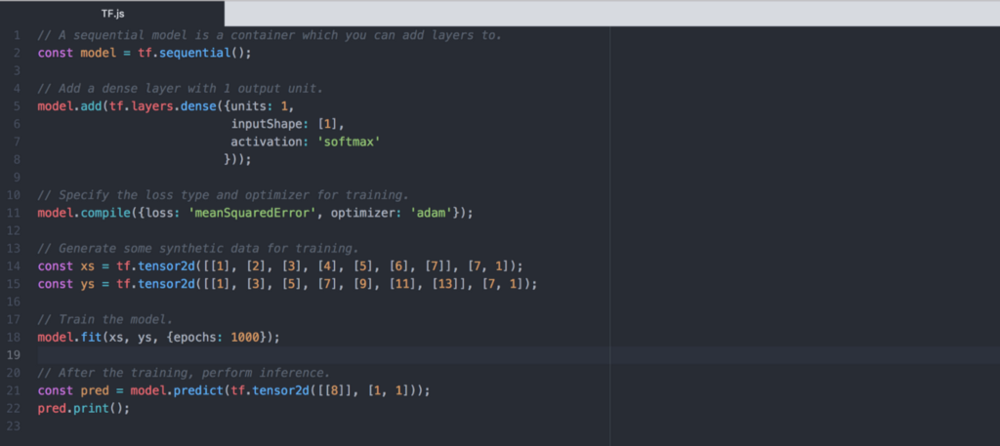 TF.js
1 // A sequential model is a container which you can add layers to.
2 const model = tf.sequential();
3
4 // Add a dense layer with 1 output unit.
5 model.add(tf.layers.dense({units: 1,
6 inputShape: [1],
7 activation: 'softmax'
8 }));
9
10 // Specify the loss type and optimizer for training.
11 model.compile({loss: 'meanSquaredError', optimizer: 'adam'});
12
13 // Generate some synthetic data for training.
14 const xs = tf.tensor2d([[1], [2], [3], [4], [5], [6], [7]], [7, 1]);
15 const ys = tf.tensor2d([[1], [3], [5], [7], [9], [11], [13]], [7, 1]);
16
17 // Train the model.
18 model.fit(xs, ys, {epochs: 1000});
19
20 // After the training, perform inference.
21 const pred = model.predict(tf.tensor2d([[8]], [1, 1]));
22 pred.print();
23